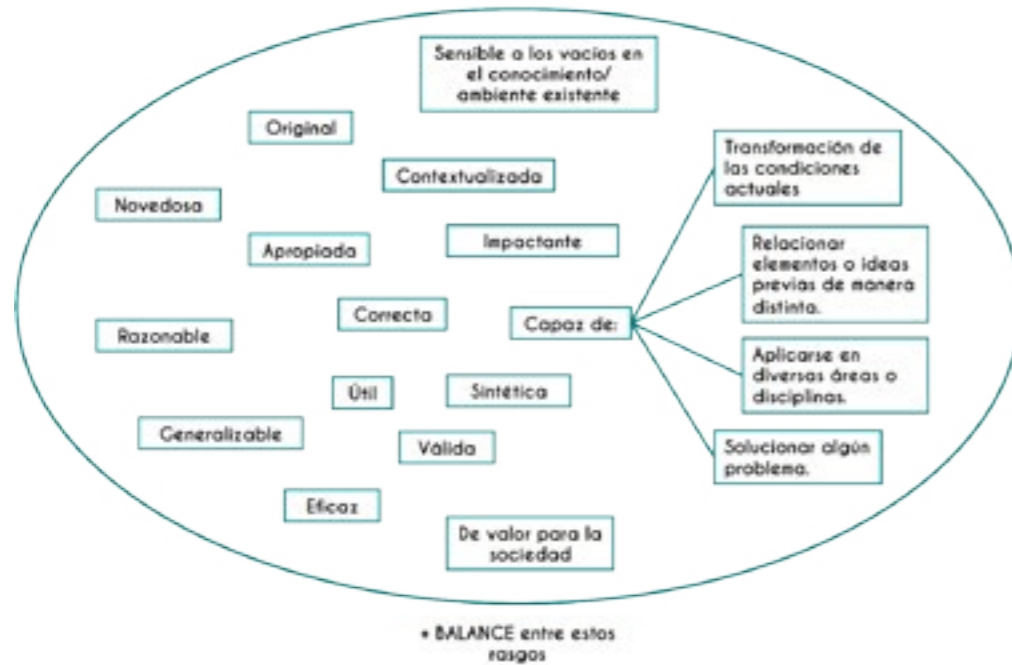 Sensible a los vacíos en
el conocimiento/
ambiente existente
Original
Contextualizada
Transformación de
las condiciones
actuales
Novedosa
Apropiada
Impactante
Relacionar
elementos o ideas
previas de manera
distinta.
Razonable
Correcta
Capaz de:
Útil
Sintética
Aplicarse en
diversas áreas o
disciplinas.
Generalizable
Válida
Solucionar algún
problema.
Eficaz
De valor para la
sociedad
* BALANCE entre estos
rasgos